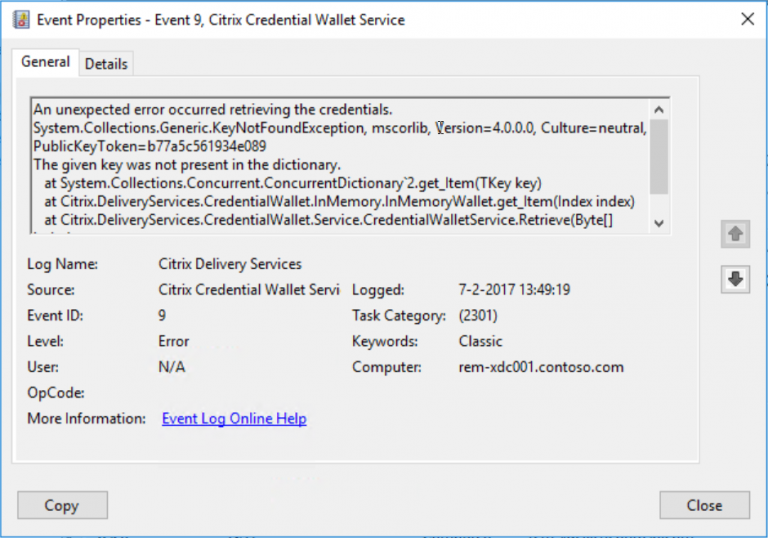 Event Properties - Event 9, Citrix Credential Wallet Service
General Details
An unexpected error occurred retrieving the credentials.
System.Collections.Generic.KeyNotFoundException, mscorlib, Version=4.0.0.0, Culture=neutral,
PublicKeyToken=b77a5c561934e089
The given key was not present in the dictionary.
at System.Collections.Concurrent.ConcurrentDictionary`2.get_Item(TKey key)
at Citrix.DeliveryServices.CredentialWallet.InMemory.InMemoryWallet.get_Item(Index index)
at Citrix.DeliveryServices.CredentialWallet.Service.CredentialWalletService.Retrieve(Byte[]
Log Name: Citrix Delivery Services
Source: Citrix Credential Wallet Servi Logged: 7-2-2017 13:49:19
Event ID: 9 Task Category: (2301)
Level: Error Keywords: Classic
User: N/A Computer: rem-xdc001.contoso.com
OpCode:
More Information: Event Log Online Help
Copy Close